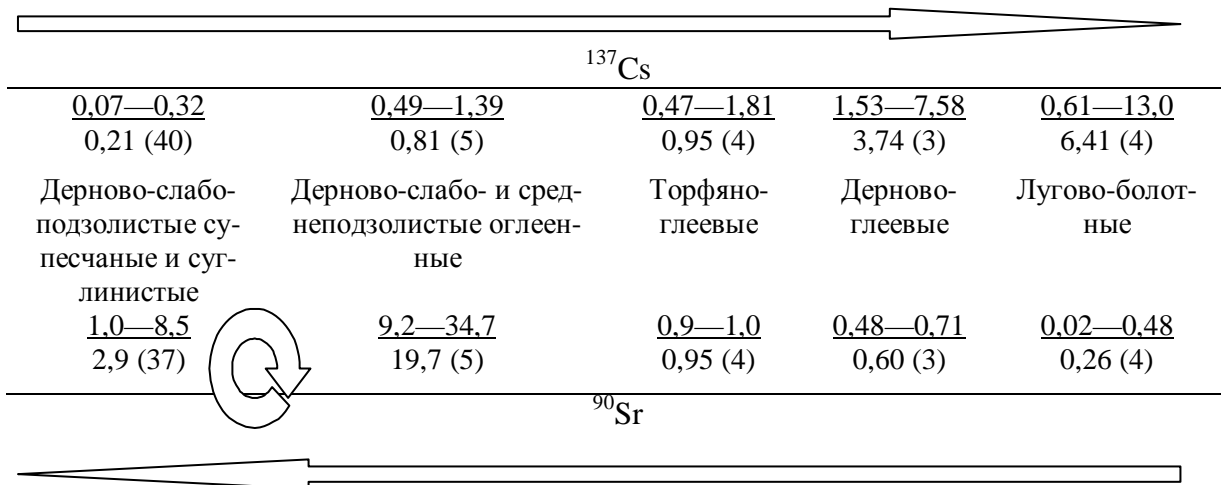 ¹³⁷Cs
0,07—0,32 0,49—1,39 0,47—1,81 1,53—7,58 0,61—13,0
0,21 (40) 0,81 (5) 0,95 (4) 3,74 (3) 6,41 (4)
Дерново-слабо- Дерново-слабо- и сред- Торфяно- Дерново- Лугово-болот-
подзолистые су- неподзолистые оглеен- глеевые глеевые ные
песчаные и суг- ные
линистые
1,0—8,5 9,2—34,7 0,9—1,0 0,48—0,71 0,02—0,48
2,9 (37) 19,7 (5) 0,95 (4) 0,60 (3) 0,26 (4)
⁹⁰Sr